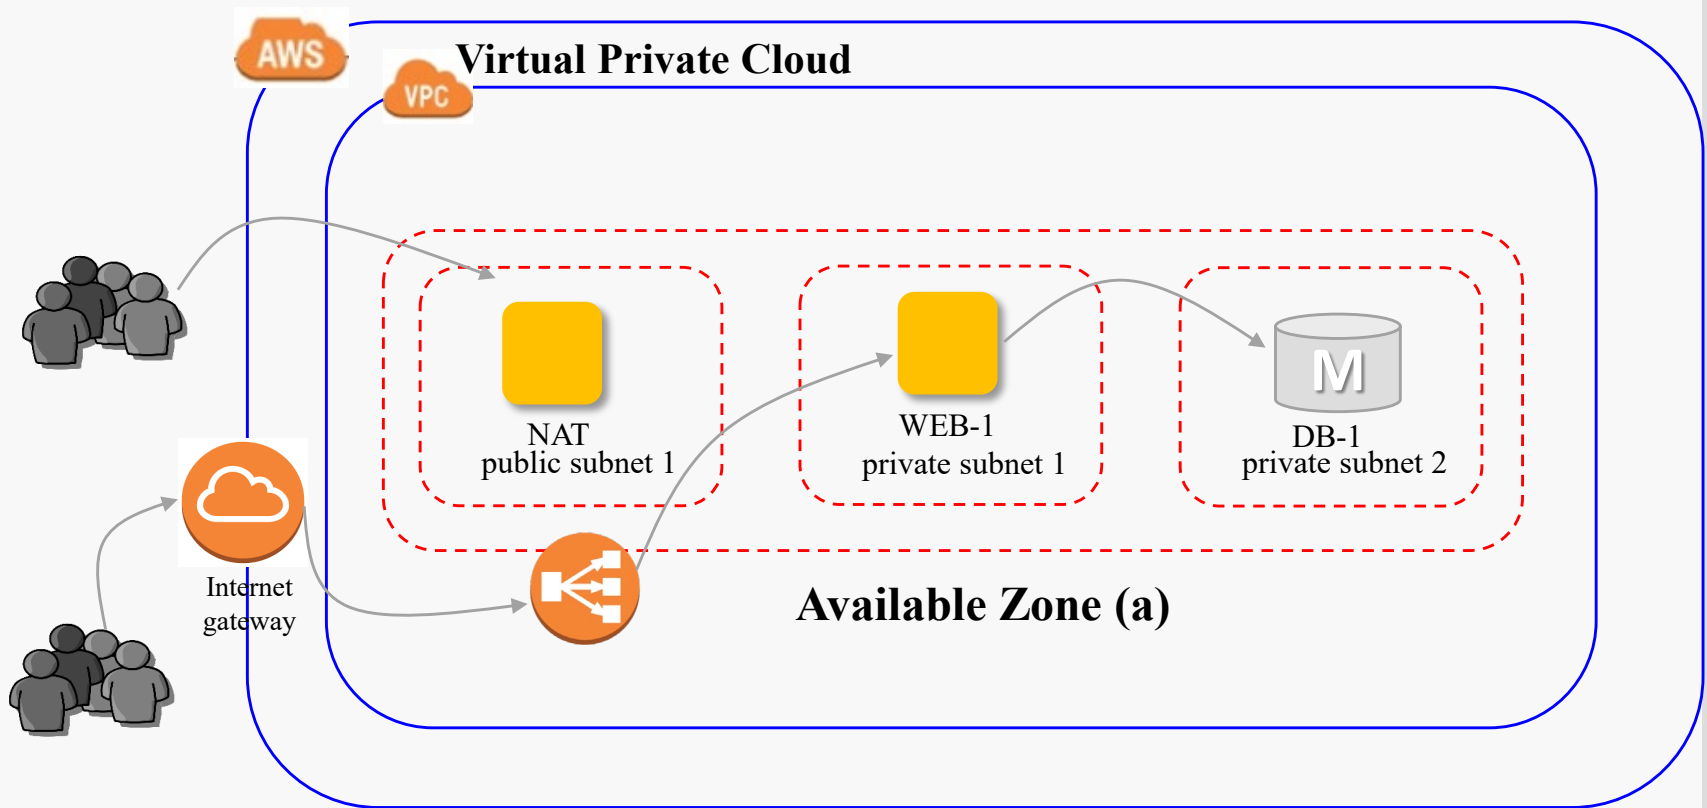 AWS
Virtual Private Cloud
VPC
NAT
public subnet 1
WEB-1
private subnet 1
M
DB-1
private subnet 2
Internet
gateway
Available Zone (a)